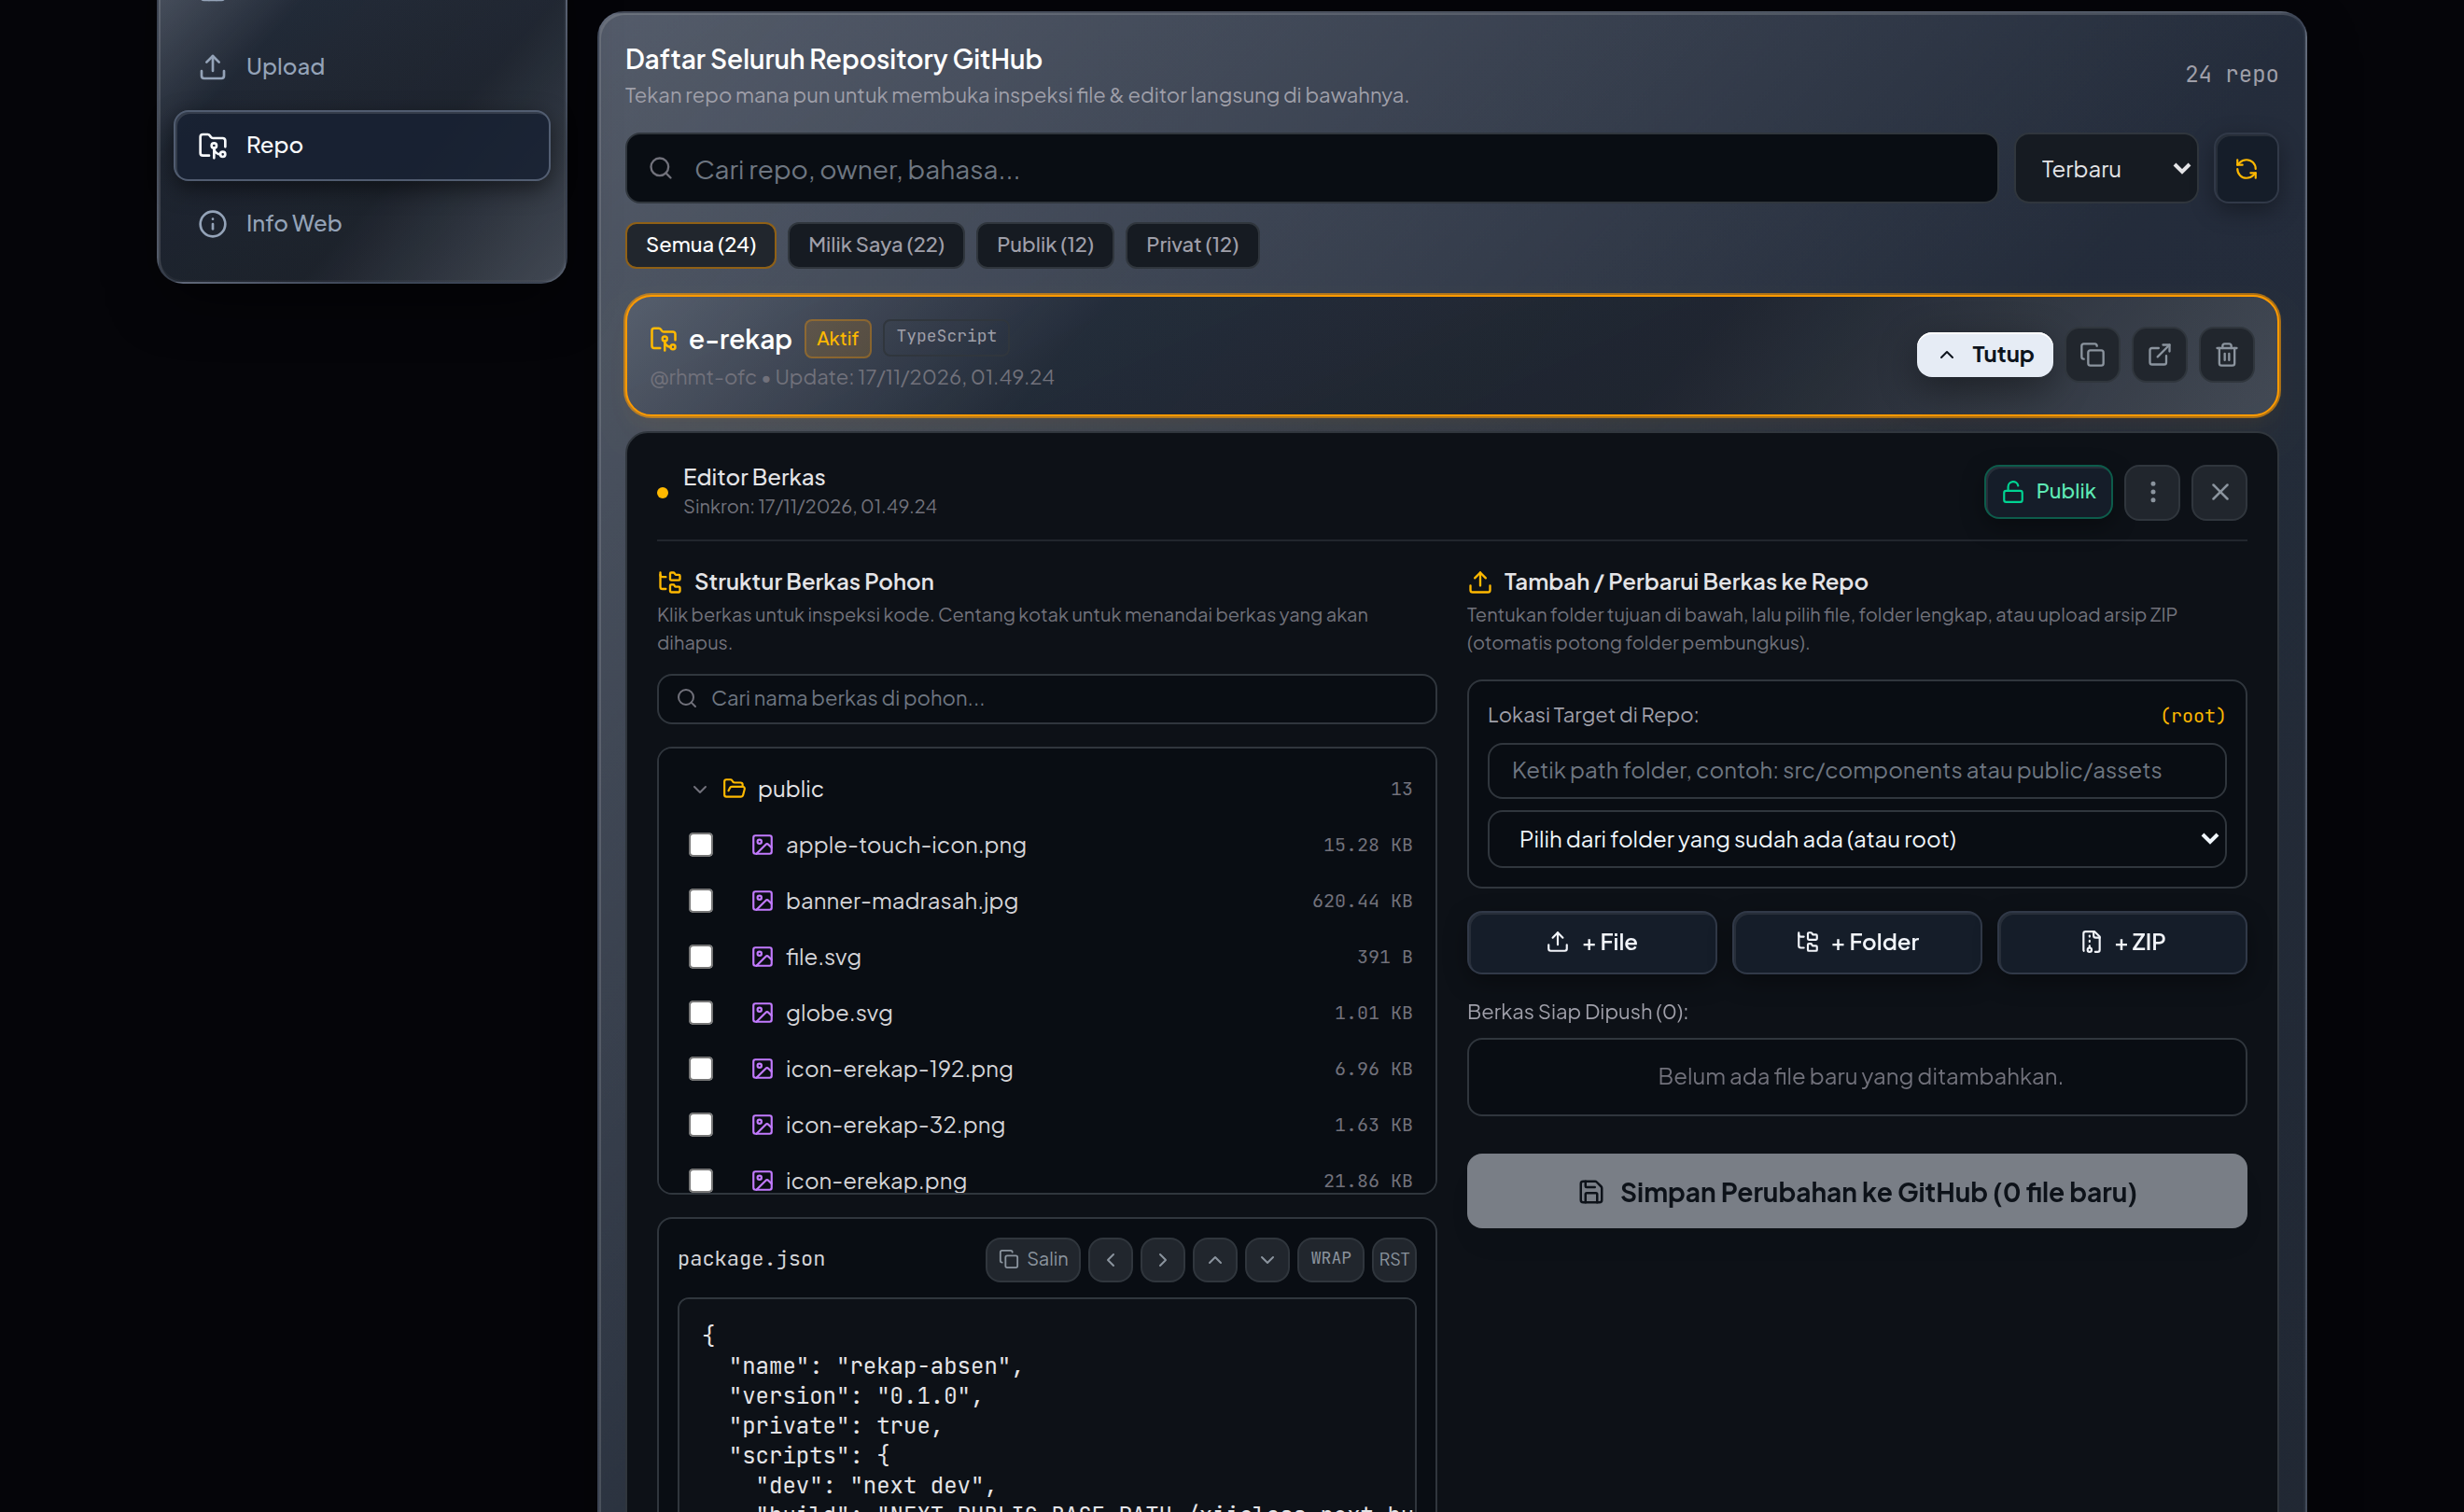 Upload
Repo
Info Web
Daftar Seluruh Repository GitHub
24 repo
Tekan repo mana pun untuk membuka inspeksi file & editor langsung di bawahnya.
Cari repo, owner, bahasa...
Terbaru
Semua (24)
Milik Saya (22)
Publik (12)
Privat (12)
e-rekap
Aktif
TypeScript
@rhmt-ofc • Update: 17/11/2026, 01.49.24
Tutup
Editor Berkas
Sinkron: 17/11/2026, 01.49.24
Publik
Struktur Berkas Pohon
Klik berkas untuk inspeksi kode. Centang kotak untuk menandai berkas yang akan
dihapus.
Cari nama berkas di pohon...
public 13
apple-touch-icon.png 15.28 KB
banner-madrasah.jpg 620.44 KB
file.svg 391 B
globe.svg 1.01 KB
icon-erekap-192.png 6.96 KB
icon-erekap-32.png 1.63 KB
icon-erekap.png 21.86 KB
package.json
Salin
WRAP
RST
{
"name": "rekap-absen",
"version": "0.1.0",
"private": true,
"scripts": {
"dev": "next dev",
Tambah / Perbarui Berkas ke Repo
Tentukan folder tujuan di bawah, lalu pilih file, folder lengkap, atau upload arsip ZIP
(otomatis potong folder pembungkus).
Lokasi Target di Repo: (root)
Ketik path folder, contoh: src/components atau public/assets
Pilih dari folder yang sudah ada (atau root)
+ File
+ Folder
+ ZIP
Berkas Siap Dipush (0):
Belum ada file baru yang ditambahkan.
Simpan Perubahan ke GitHub (0 file baru)